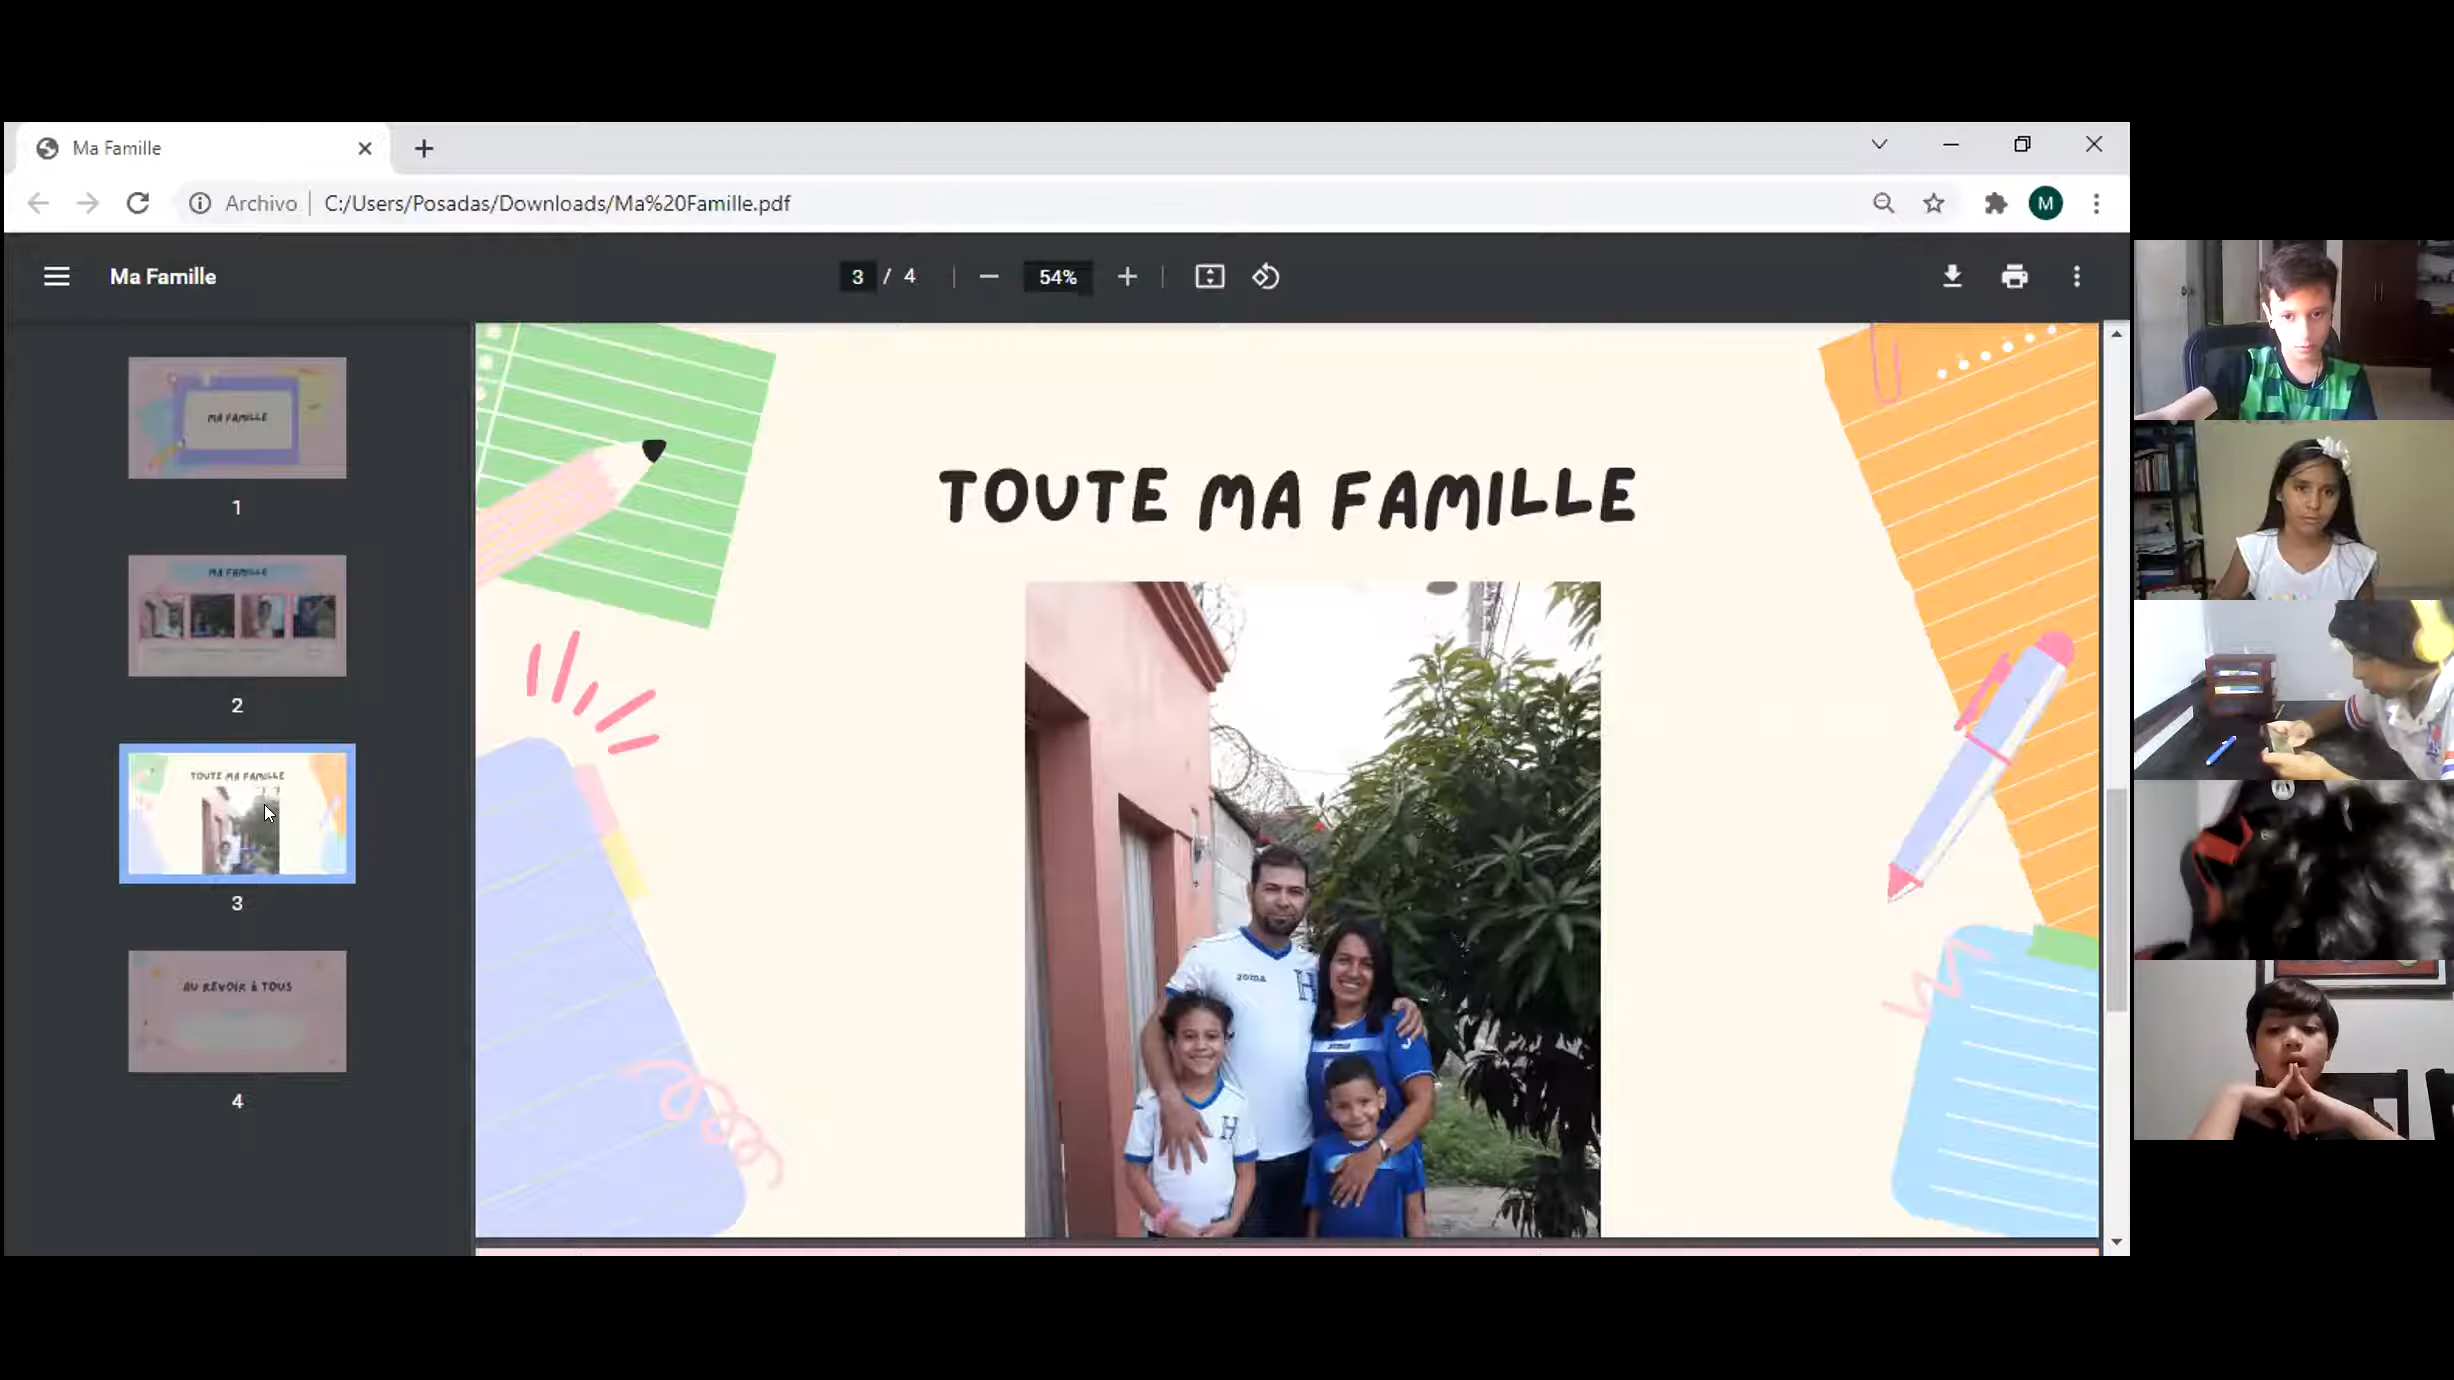 Ma Famille
Archivo C:/Users/Posadas/Downloads/Ma%20Famille.pdf
M
Ma Famille
3 / 4
54%
MA FAMILLE
1
MA FAMILLE
2
TOUTE MA FAMILLE
3
AU REVOIR à TOUS
4
TOUTE MA FAMILLE
Joma
H
H